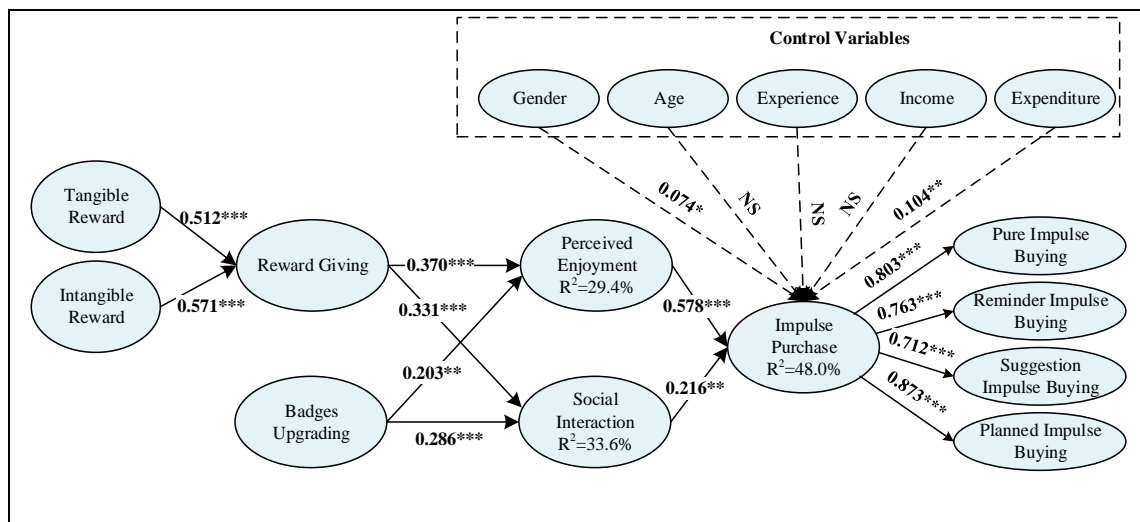 Control Variables
Gender
Age
Experience
Income
Expenditure
0.074*
NS
NS
NS
0.104**
Tangible
Reward
0.512***
Intangible
Reward
0.571***
Reward Giving
Badges
Upgrading
0.370***
0.331***
0.203**
0.286***
Perceived
Enjoyment
R²=29.4%
Social
Interaction
R²=33.6%
0.578***
0.216**
Impulse
Purchase
R²=48.0%
0.803***
0.763***
0.712***
0.873***
Pure Impulse
Buying
Reminder Impulse
Buying
Suggestion
Impulse Buying
Planned Impulse
Buying